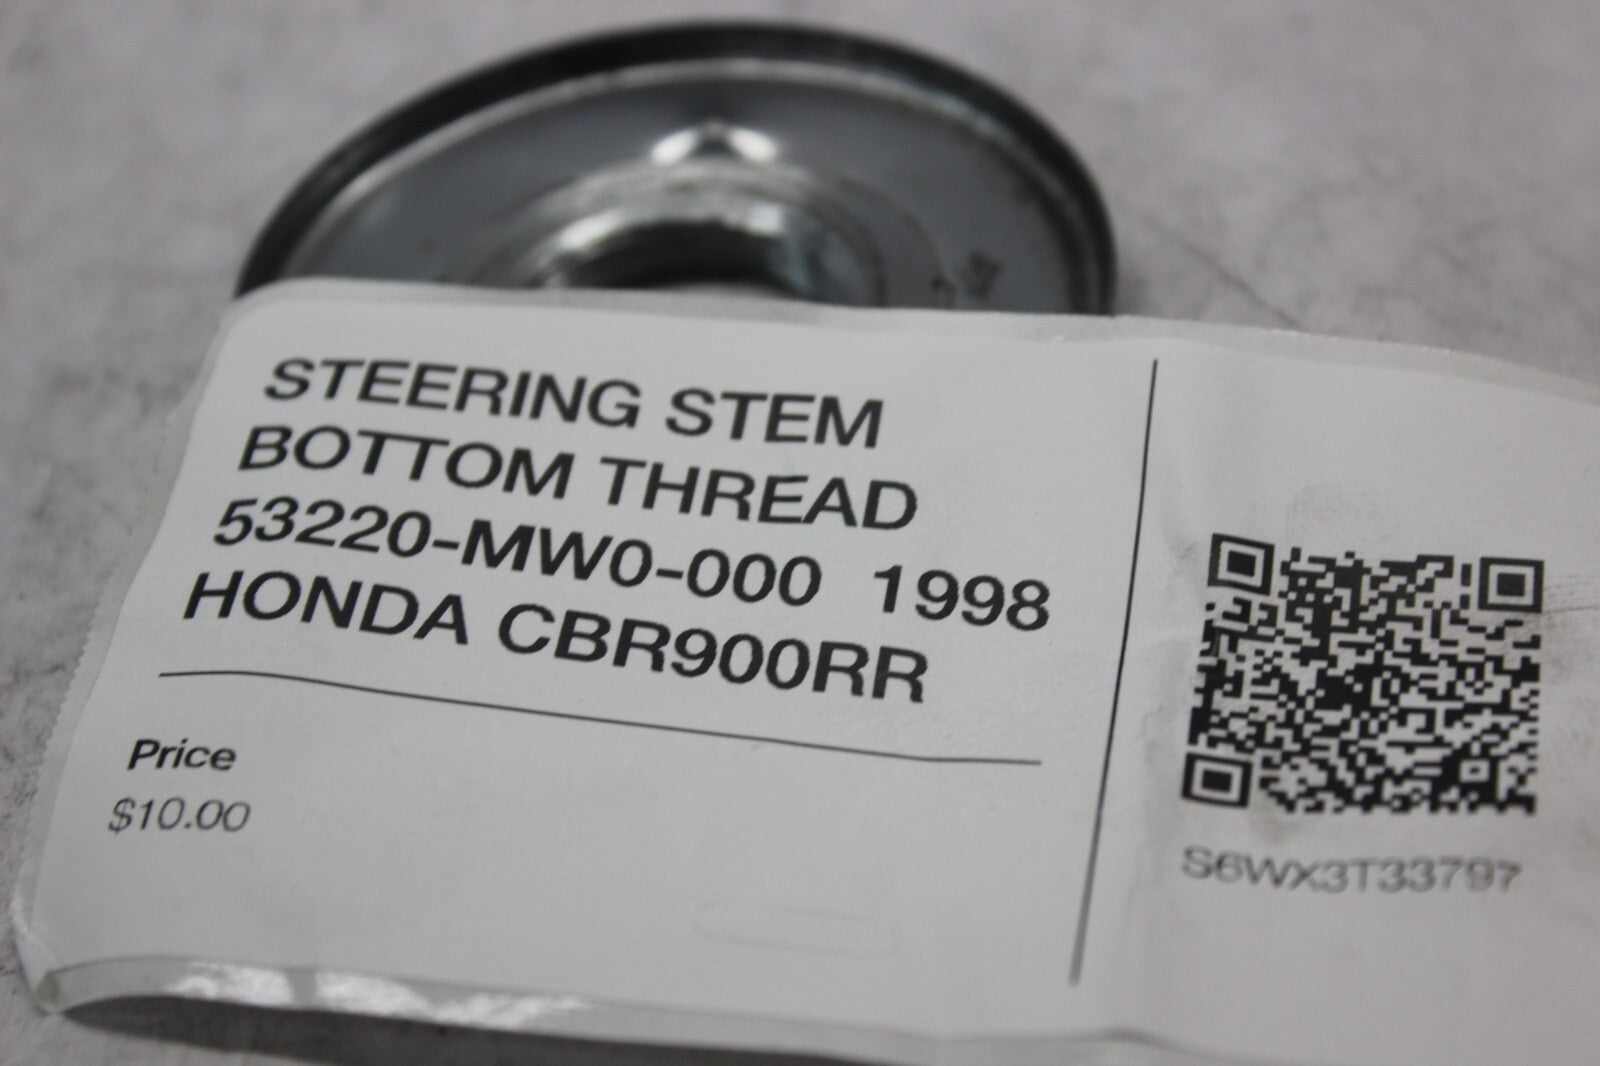 STEERING STEM
BOTTOM THREAD
53220-MW0-000 1998
HONDA CBR900RR
Price
$10.00
S6WX3T33797